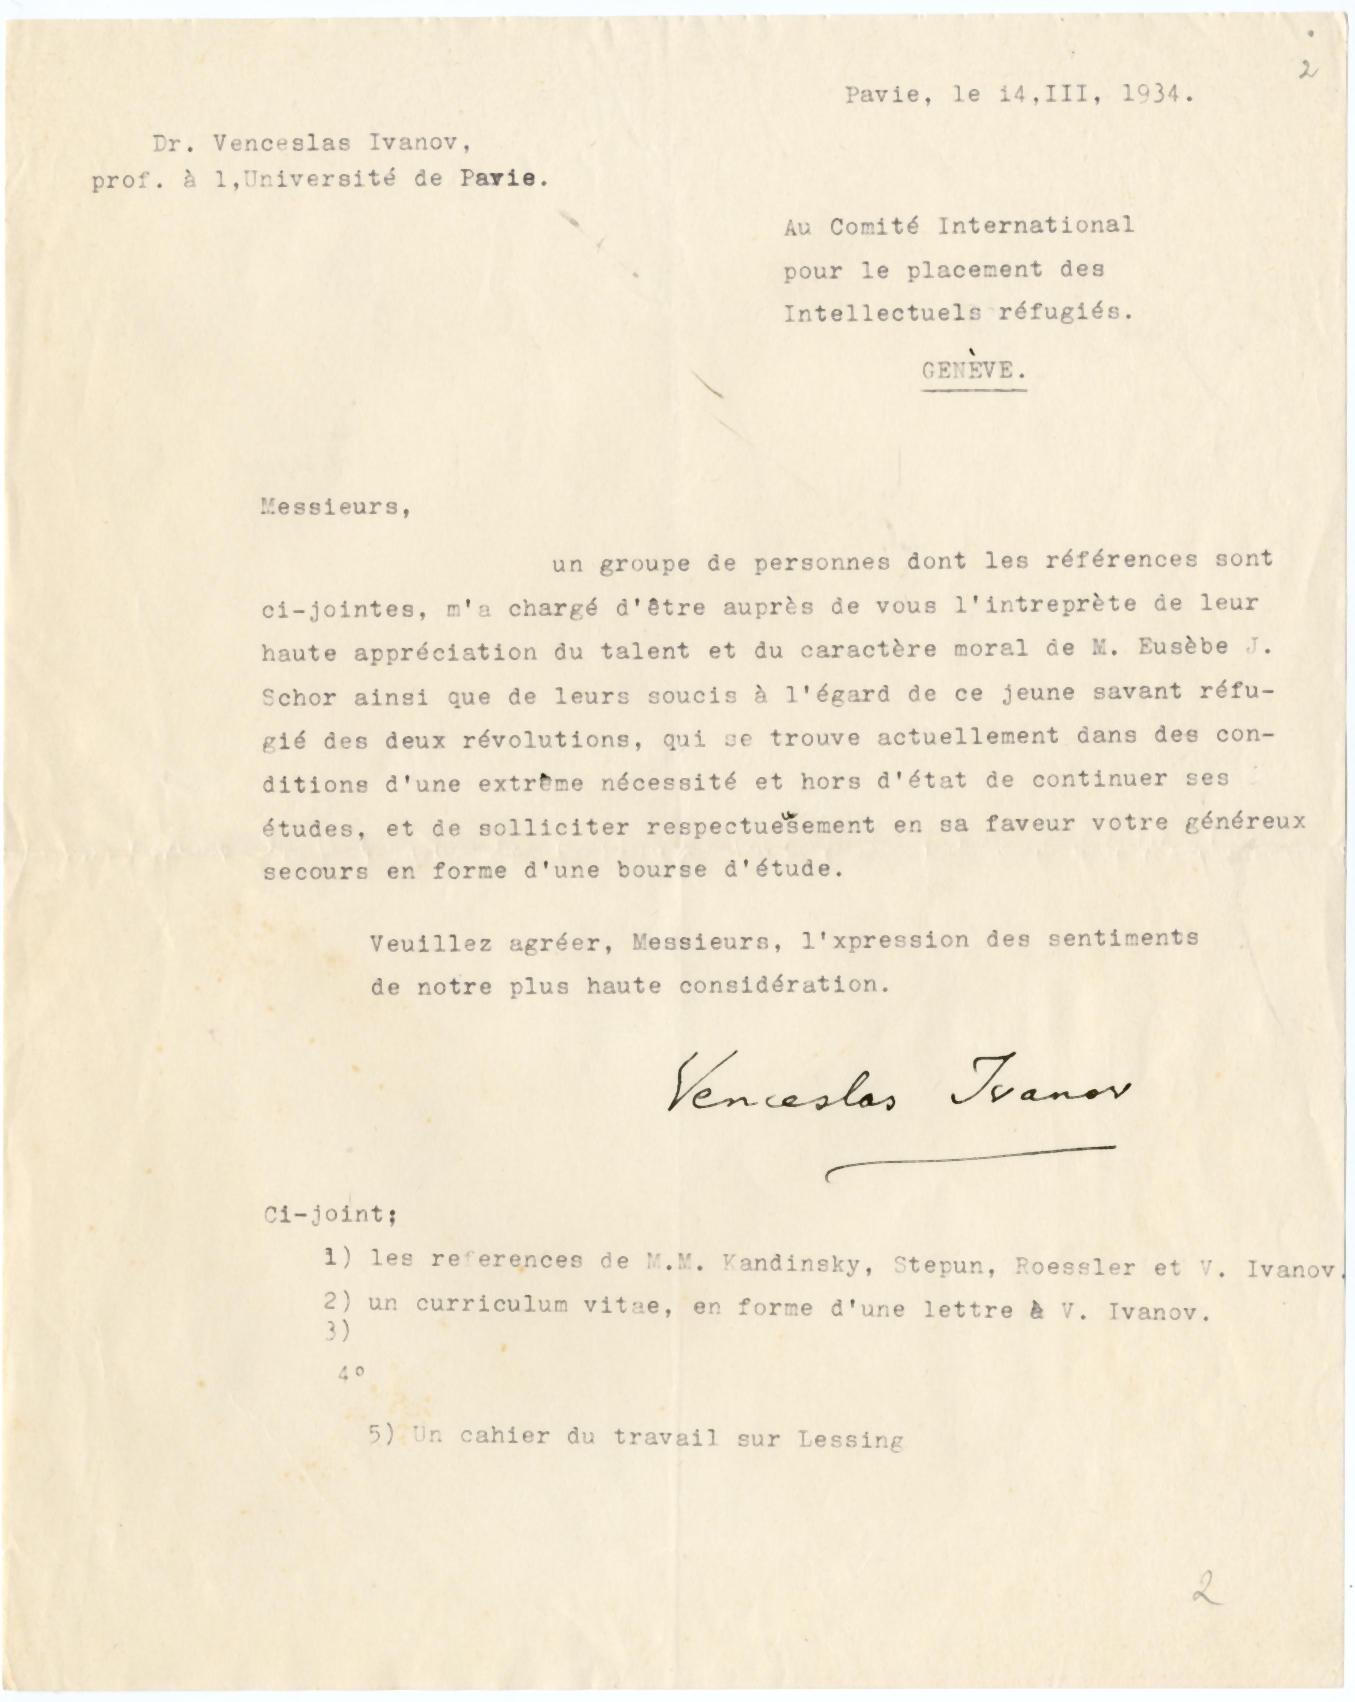 2
Pavie, le i4,III, 1934.
Dr. Venceslas Ivanov,
prof. à l,Université de Pavie.
Au Comité International
pour le placement des
Intellectuels réfugiés.
GENÈVE.
Messieurs,
un groupe de personnes dont les références sont
ci-jointes, m'a chargé d'être auprès de vous l'intreprète de leur
haute appréciation du talent et du caractère moral de M. Eusèbe J.
Schor ainsi que de leurs soucis à l'égard de ce jeune savant réfu-
gié des deux révolutions, qui se trouve actuellement dans des con-
ditions d'une extrême nécessité et hors d'état de continuer ses
études, et de solliciter respectueusement en sa faveur votre généreux
secours en forme d'une bourse d'étude.
Veuillez agréer, Messieurs, l'xpression des sentiments
de notre plus haute considération.
Venceslas Ivanov
Ci-joint;
1) les references de M.M. Kandinsky, Stepun, Roessler et V. Ivanov.
2) un curriculum vitae, en forme d'une lettre à V. Ivanov.
3)
4°
5) Un cahier du travail sur Lessing
2